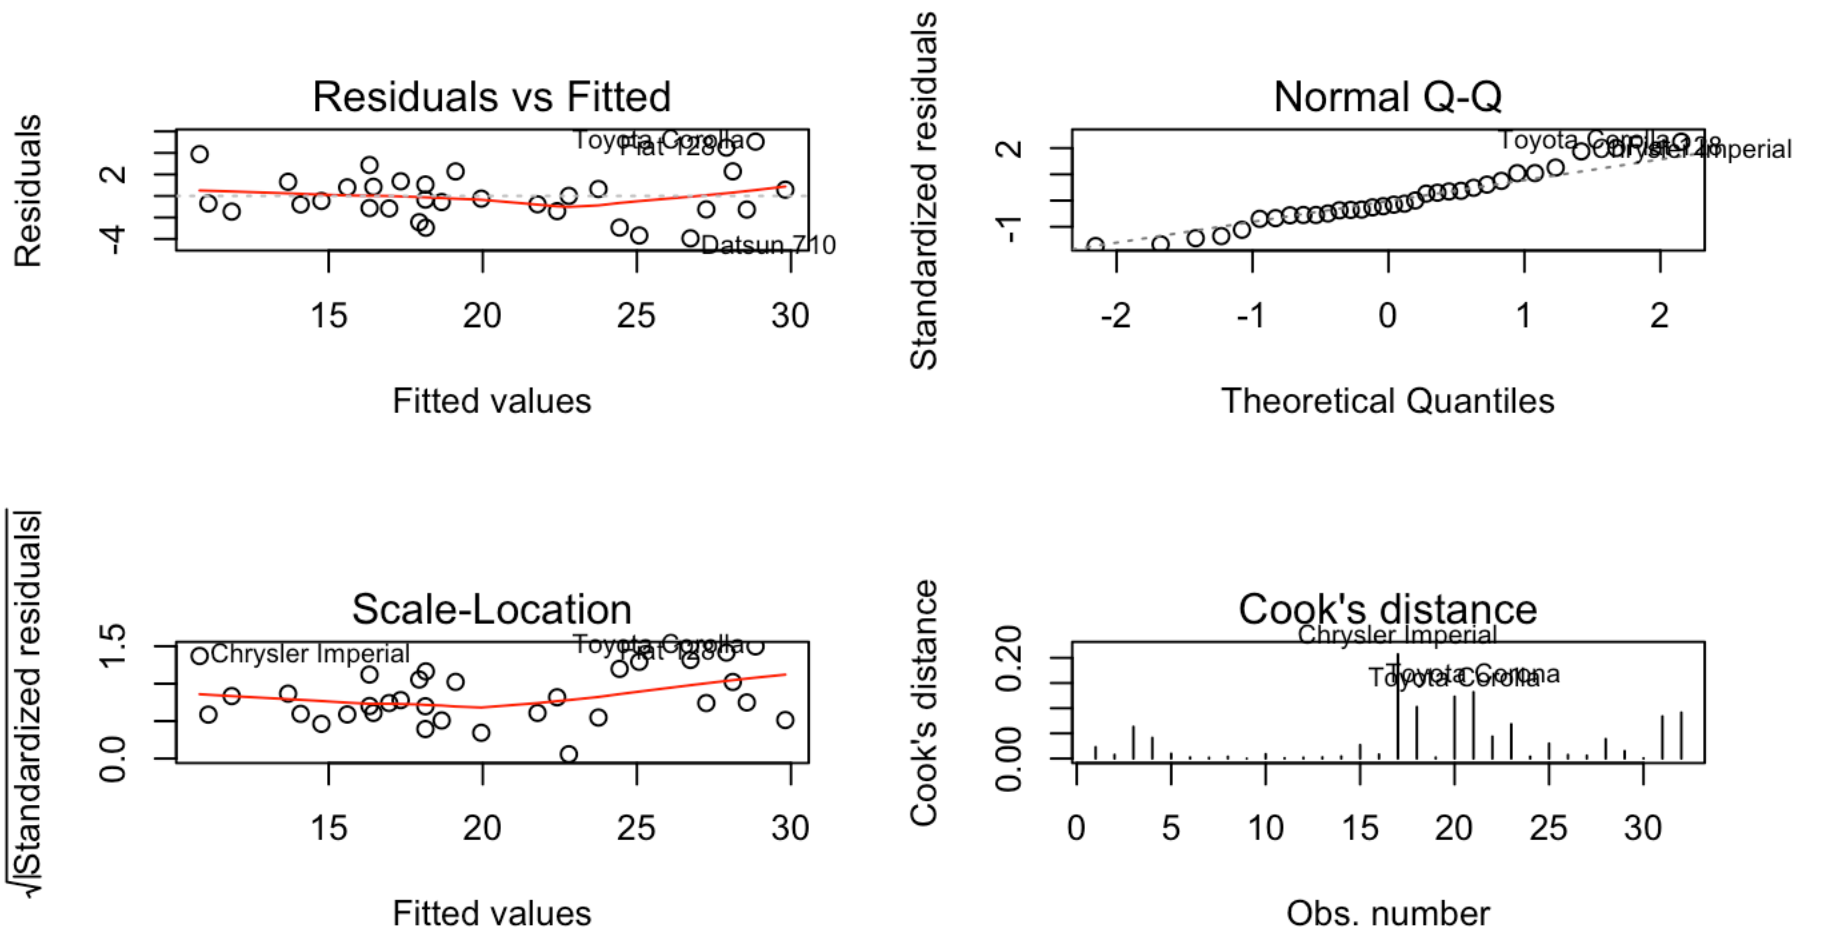 Residuals vs Fitted
Residuals
2
-4
Toyota Corolla
Fiat 128
Datsun 710
15 20 25 30
Fitted values
Normal Q-Q
Standardized residuals
2
-1
Toyota Corolla
Fiat 128
Chrysler Imperial
-2 -1 0 1 2
Theoretical Quantiles
Scale-Location
√|Standardized residuals|
1.5
0.0
Chrysler Imperial
Toyota Corolla
Fiat 128
15 20 25 30
Fitted values
Cook's distance
Cook's distance
0.20
0.00
Chrysler Imperial
Toyota Corona
Toyota Corolla
0 5 10 15 20 25 30
Obs. number